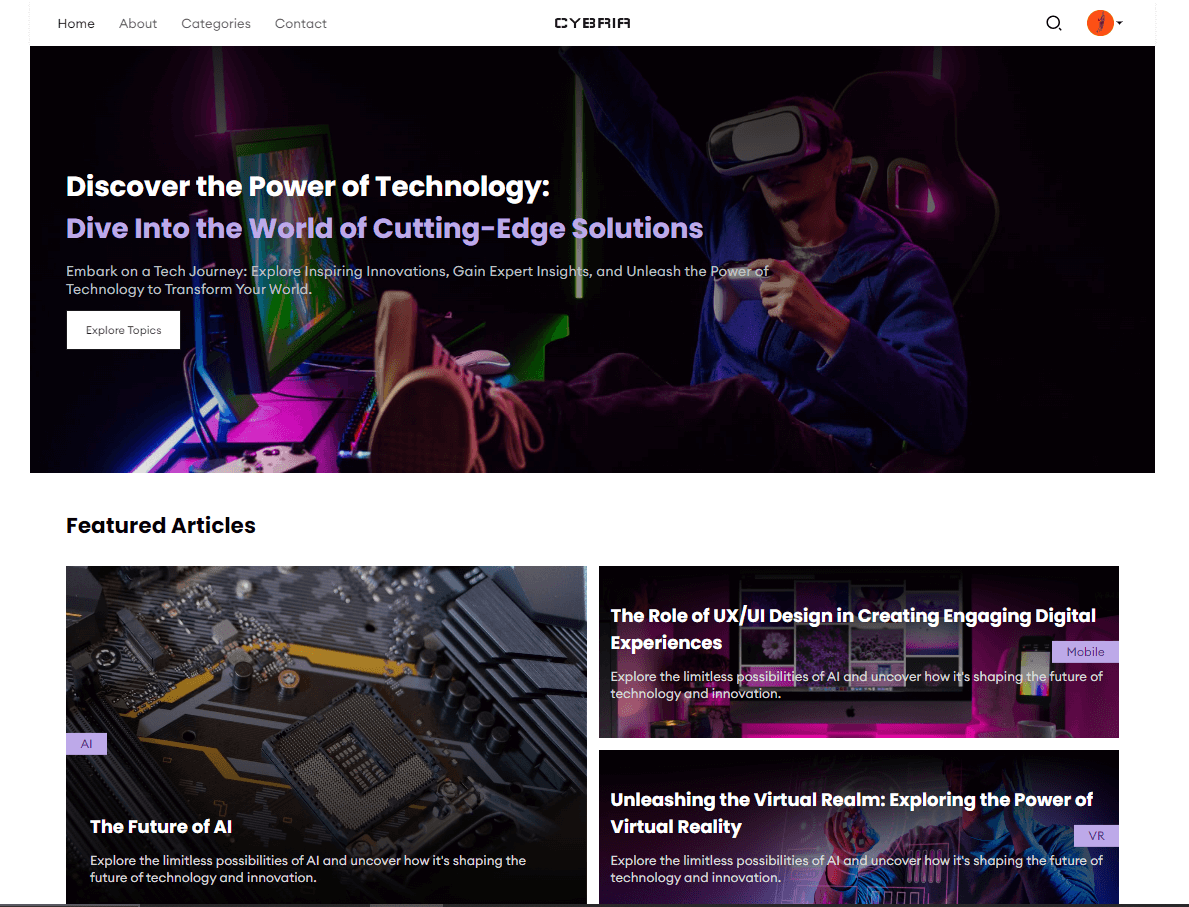 Home About Categories Contact
CYBRIA
Discover the Power of Technology:
Dive Into the World of Cutting-Edge Solutions
Embark on a Tech Journey: Explore Inspiring Innovations, Gain Expert Insights, and Unleash the Power of
Technology to Transform Your World.
Explore Topics
Featured Articles
AI
The Future of AI
Explore the limitless possibilities of AI and uncover how it's shaping the
future of technology and innovation.
The Role of UX/UI Design in Creating Engaging Digital
Experiences
Mobile
Explore the limitless possibilities of AI and uncover how it's shaping the future of
technology and innovation.
Unleashing the Virtual Realm: Exploring the Power of
Virtual Reality
VR
Explore the limitless possibilities of AI and uncover how it's shaping the future of
technology and innovation.